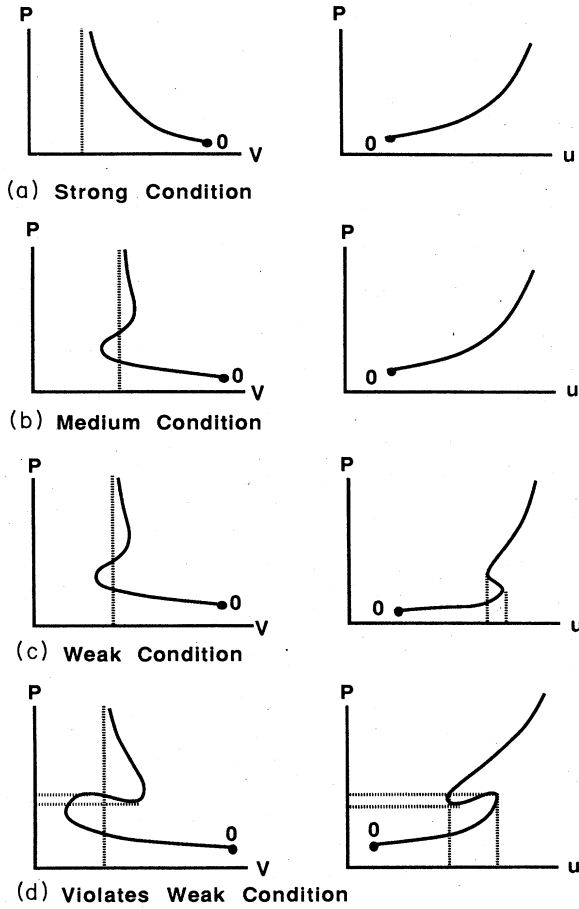 P P
0 0
V u
(a) Strong Condition
P P
0 0
V u
(b) Medium Condition
P P
0 0
V u
(c) Weak Condition
P P
0 0
V u
(d) Violates Weak Condition